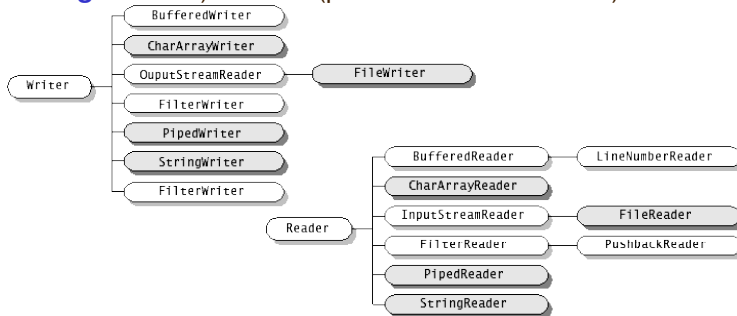 BufferedWriter
CharArrayWriter
OuputStreamReader
FileWriter
Writer
FilterWriter
PipedWriter
StringWriter
FilterWriter
BufferedReader
LineNumberReader
CharArrayReader
InputStreamReader
FileReader
Reader
FilterReader
PushbackReader
PipedReader
StringReader